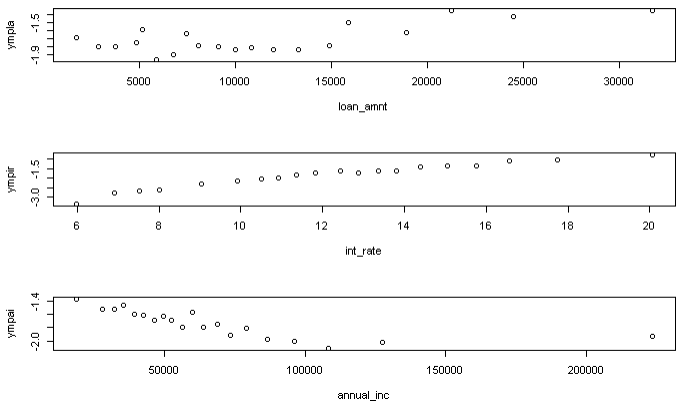 ympla
-1.5
-1.9
5000 10000 15000 20000 25000 30000
loan_amnt
ympir
-1.5
-3.0
6 8 10 12 14 16 18 20
int_rate
ympai
-1.4
-2.0
50000 100000 150000 200000
annual_inc